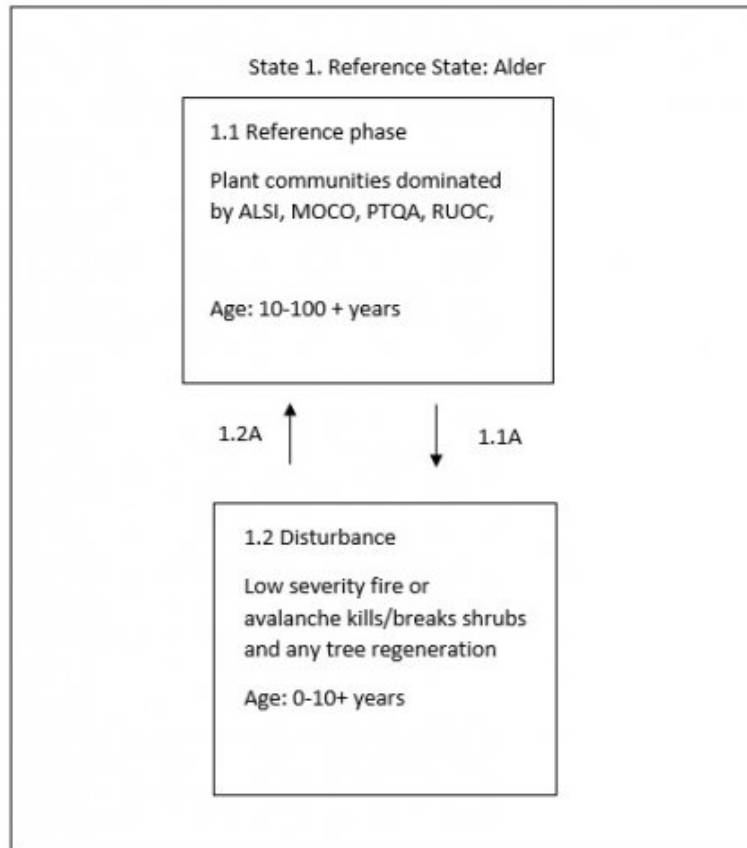 State 1. Reference State: Alder
1.1 Reference phase
Plant communities dominated
by ALSI, MOCO, PTQA, RUOC,
Age: 10-100 + years
1.2A
1.1A
1.2 Disturbance
Low severity fire or
avalanche kills/breaks shrubs
and any tree regeneration
Age: 0-10+ years